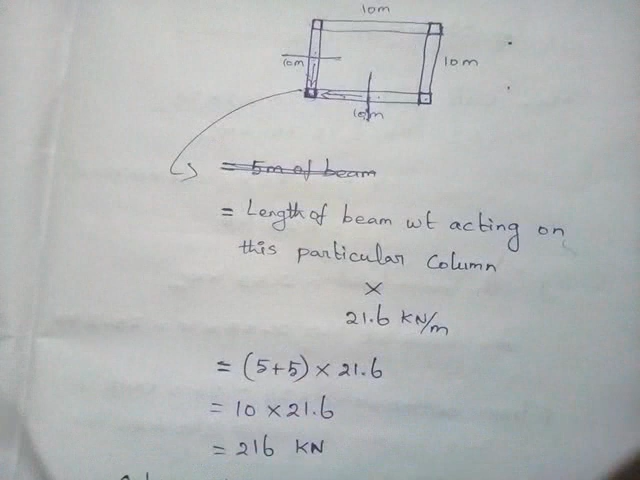 10m
10m
10m
10m
= 5m of beam
= Length of beam wt acting on
this particular column
×
21.6 KN/m
= (5+5) × 21.6
= 10 × 21.6
= 216 KN